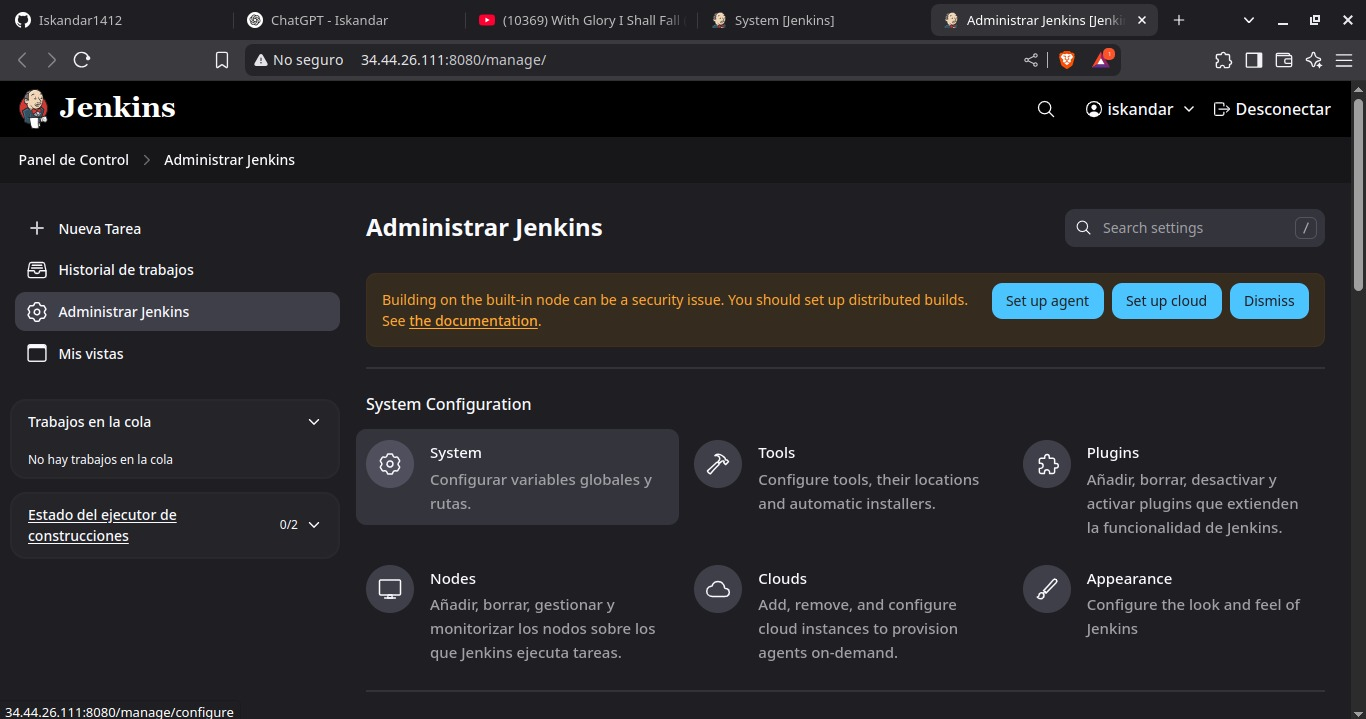 Iskandar1412
ChatGPT - Iskandar
(10369) With Glory I Shall Fall
System [Jenkins]
Administrar Jenkins [Jenki
No seguro
34.44.26.111:8080/manage/
Jenkins
iskandar
Desconectar
Panel de Control
Administrar Jenkins
Nueva Tarea
Historial de trabajos
Administrar Jenkins
Mis vistas
Trabajos en la cola
No hay trabajos en la cola
Estado del ejecutor de
construcciones
0/2
Administrar Jenkins
Search settings
/
Building on the built-in node can be a security issue. You should set up distributed builds.
See the documentation.
Set up agent
Set up cloud
Dismiss
System Configuration
System
Configurar variables globales y
rutas.
Tools
Configure tools, their locations
and automatic installers.
Plugins
Añadir, borrar, desactivar y
activar plugins que extienden
la funcionalidad de Jenkins.
Nodes
Añadir, borrar, gestionar y
monitorizar los nodos sobre los
que Jenkins ejecuta tareas.
Clouds
Add, remove, and configure
cloud instances to provision
agents on-demand.
Appearance
Configure the look and feel of
Jenkins
34.44.26.111:8080/manage/configure